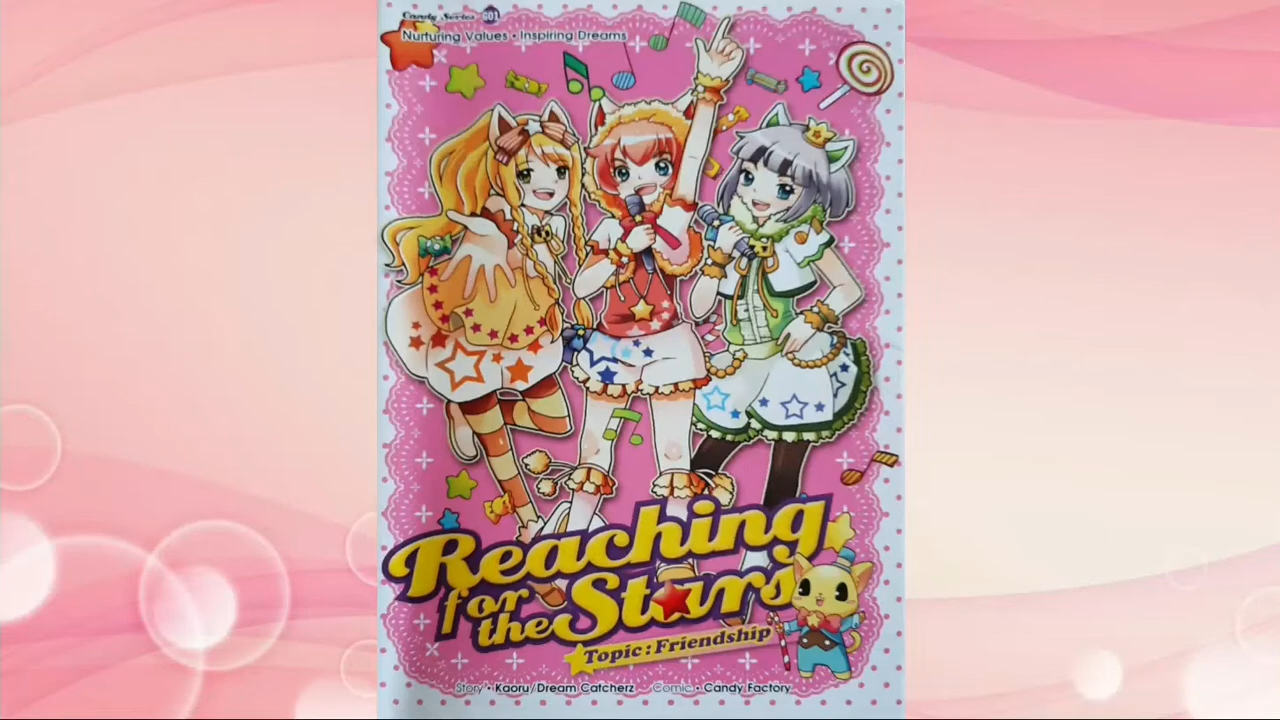 Candy Series G01
Nurturing Values • Inspiring Dreams
Reaching
for
the Stars
Topic : Friendship
Story • Kaoru/Dream Catcherz Comic • Candy Factory